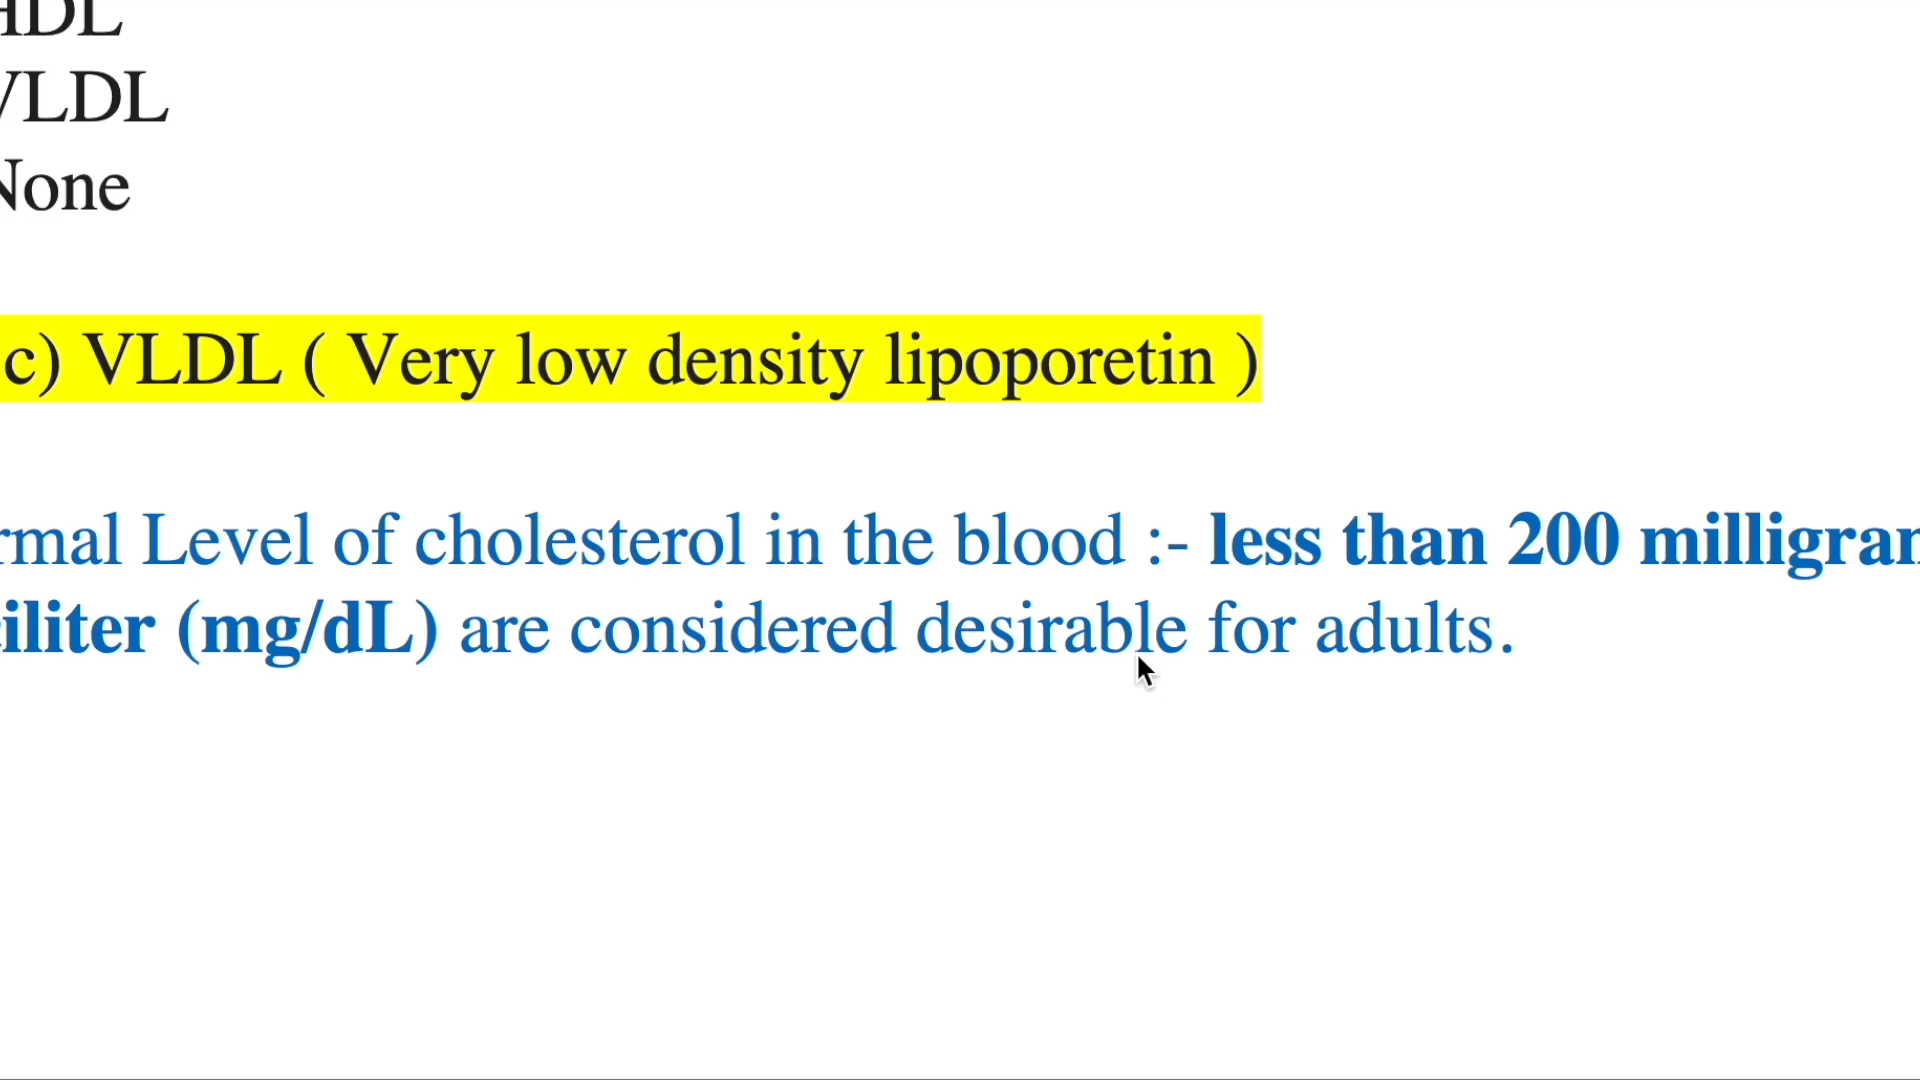 HDL
VLDL
None
c) VLDL ( Very low density lipoporetin )
rmal Level of cholesterol in the blood :- less than 200 milligram
iliter (mg/dL) are considered desirable for adults.